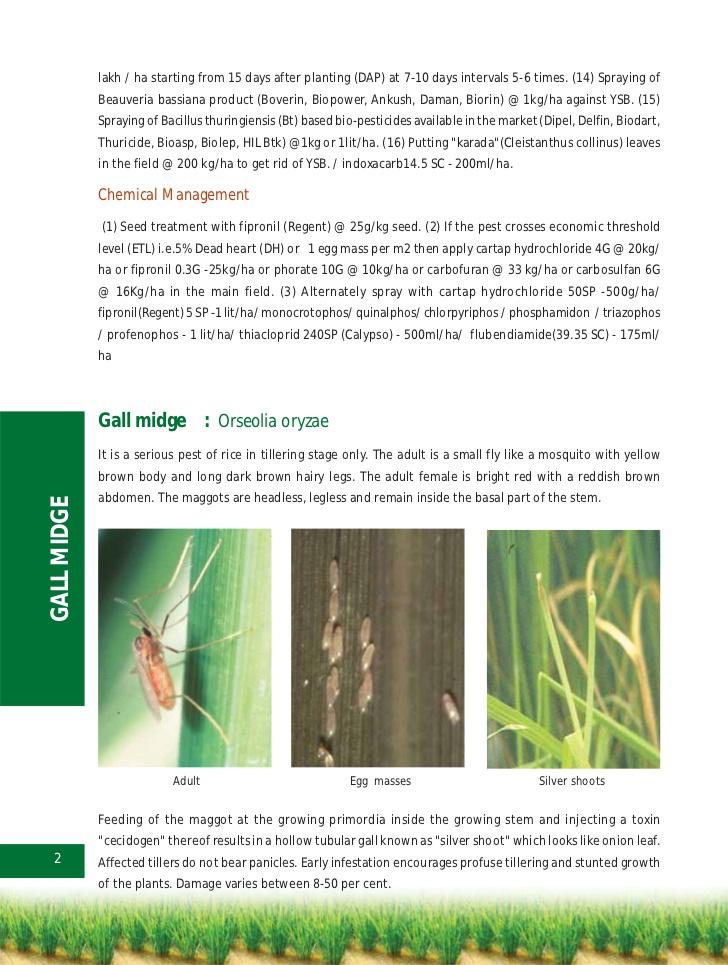 lakh / ha starting from 15 days after planting (DAP) at 7-10 days intervals 5-6 times. (14) Spraying of
Beauveria bassiana product (Boverin, Biopower, Ankush, Daman, Biorin) @ 1kg/ha against YSB. (15)
Spraying of Bacillus thuringiensis (Bt) based bio-pesticides available in the market (Dipel, Delfin, Biodart,
Thuricide, Bioasp, Biolep, HIL Btk) @1kg or 1lit/ha. (16) Putting "karada"(Cleistanthus collinus) leaves
in the field @ 200 kg/ha to get rid of YSB. / indoxacarb14.5 SC - 200ml/ha.
Chemical Management
(1) Seed treatment with fipronil (Regent) @ 25g/kg seed. (2) If the pest crosses economic threshold
level (ETL) i.e.5% Dead heart (DH) or 1 egg mass per m2 then apply cartap hydrochloride 4G @ 20kg/
ha or fipronil 0.3G -25kg/ha or phorate 10G @ 10kg/ha or carbofuran @ 33 kg/ha or carbosulfan 6G
@ 16Kg/ha in the main field. (3) Alternately spray with cartap hydrochloride 50SP -500g/ha/
fipronil(Regent) 5 SP -1 lit/ha/ monocrotophos/ quinalphos/ chlorpyriphos / phosphamidon / triazophos
/ profenophos - 1 lit/ha/ thiacloprid 240SP (Calypso) - 500ml/ha/ flubendiamide(39.35 SC) - 175ml/
ha
Gall midge : Orseolia oryzae
It is a serious pest of rice in tillering stage only. The adult is a small fly like a mosquito with yellow
brown body and long dark brown hairy legs. The adult female is bright red with a reddish brown
abdomen. The maggots are headless, legless and remain inside the basal part of the stem.
GALL MIDGE
Adult
Egg masses
Silver shoots
Feeding of the maggot at the growing primordia inside the growing stem and injecting a toxin
"cecidogen" thereof results in a hollow tubular gall known as "silver shoot" which looks like onion leaf.
Affected tillers do not bear panicles. Early infestation encourages profuse tillering and stunted growth
of the plants. Damage varies between 8-50 per cent.
2